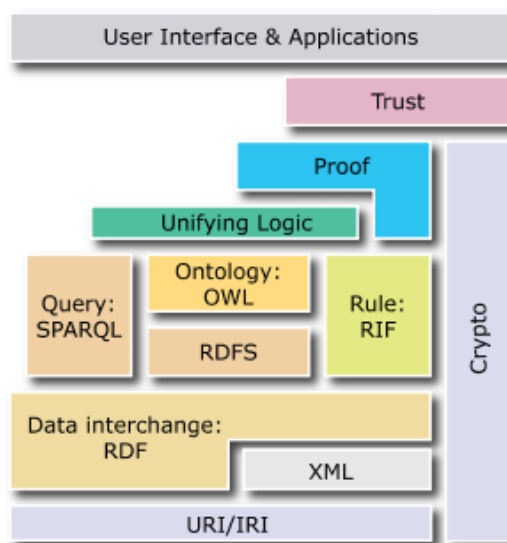 User Interface & Applications
Trust
Proof
Unifying Logic
Query:
SPARQL
Ontology:
OWL
Rule:
RIF
RDFS
Crypto
Data interchange:
RDF
XML
URI/IRI